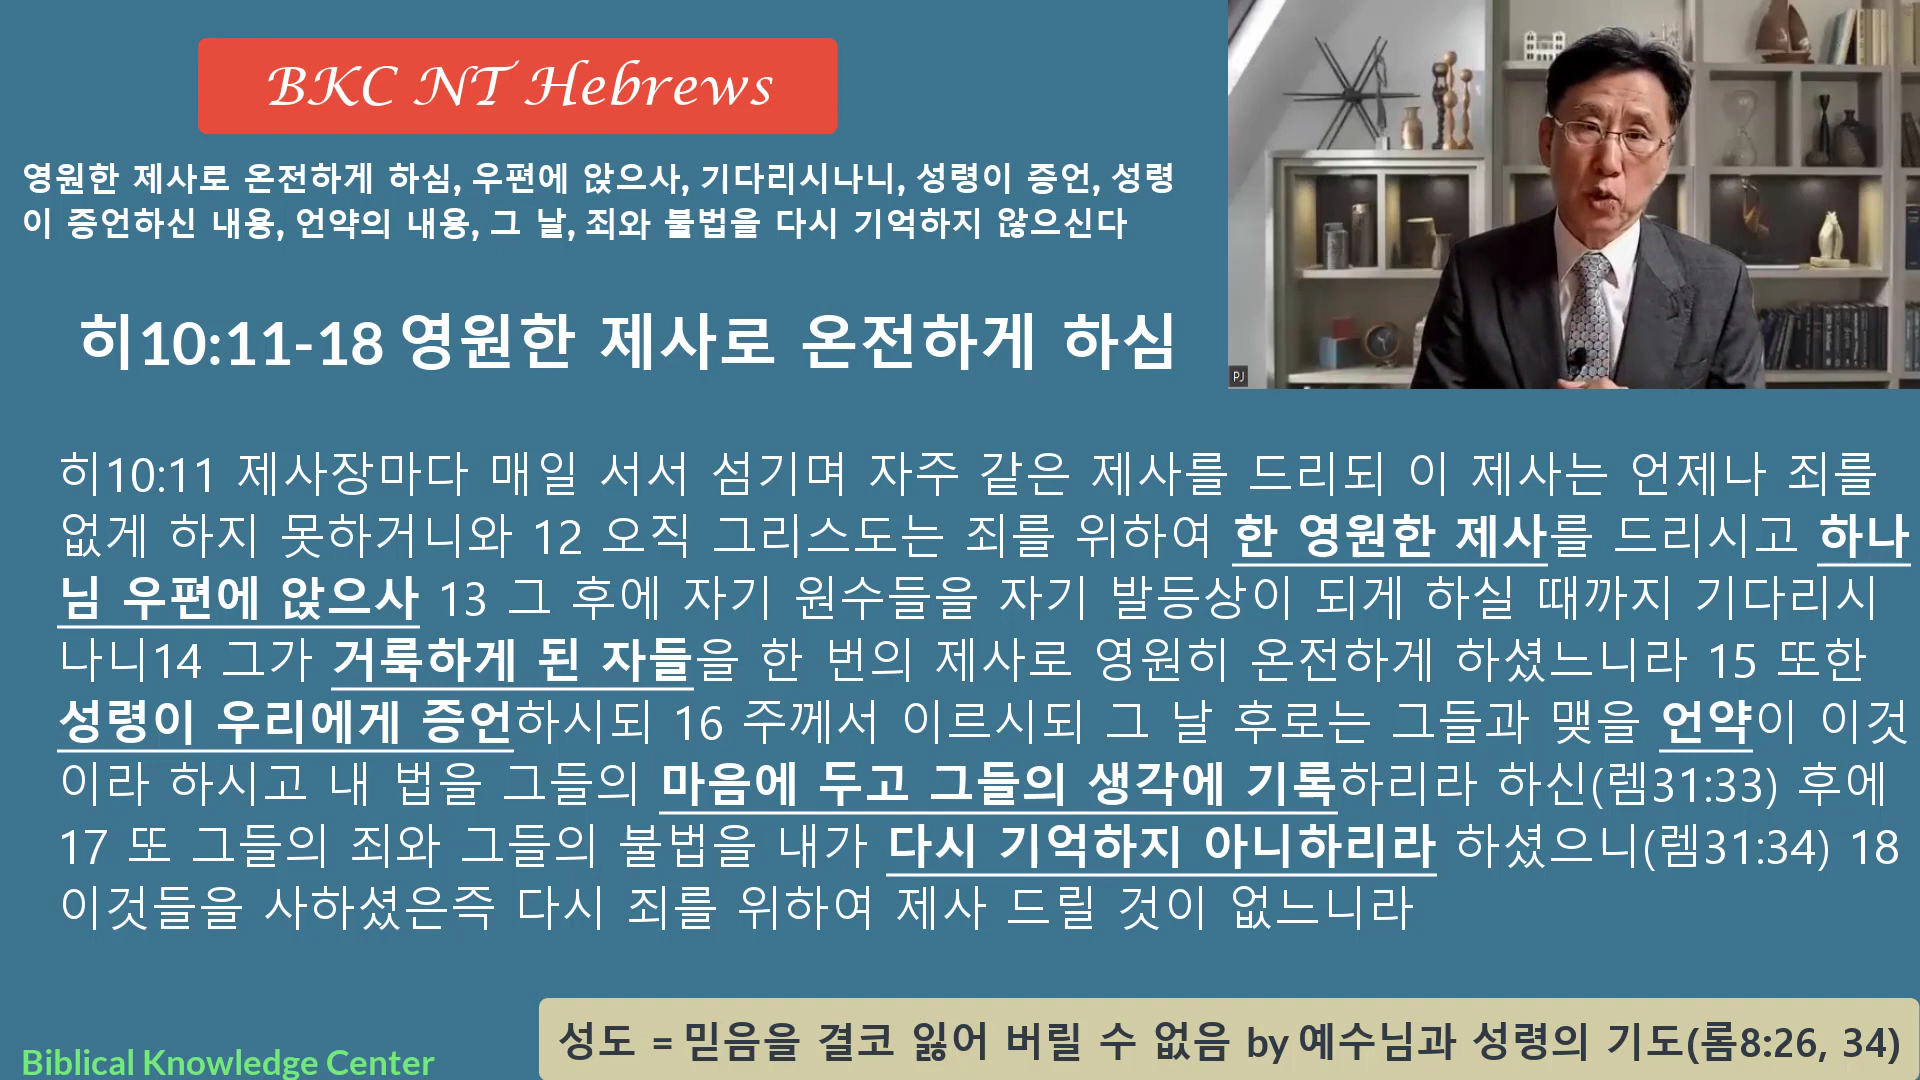 BKC NT Hebrews
영원한 제사로 온전하게 하심, 우편에 앉으사, 기다리시나니, 성령이 증언, 성령
이 증언하신 내용, 언약의 내용, 그 날, 죄와 불법을 다시 기억하지 않으신다
히10:11-18 영원한 제사로 온전하게 하심
PJ
히10:11 제사장마다 매일 서서 섬기며 자주 같은 제사를 드리되 이 제사는 언제나 죄를
없게 하지 못하거니와 12 오직 그리스도는 죄를 위하여 한 영원한 제사를 드리시고 하나
님 우편에 앉으사 13 그 후에 자기 원수들을 자기 발등상이 되게 하실 때까지 기다리시
나니14 그가 거룩하게 된 자들을 한 번의 제사로 영원히 온전하게 하셨느니라 15 또한
성령이 우리에게 증언하시되 16 주께서 이르시되 그 날 후로는 그들과 맺을 언약이 이것
이라 하시고 내 법을 그들의 마음에 두고 그들의 생각에 기록하리라 하신(렘31:33) 후에
17 또 그들의 죄와 그들의 불법을 내가 다시 기억하지 아니하리라 하셨으니(렘31:34) 18
이것들을 사하셨은즉 다시 죄를 위하여 제사 드릴 것이 없느니라
성도 = 믿음을 결코 잃어 버릴 수 없음 by 예수님과 성령의 기도(롬8:26, 34)
Biblical Knowledge Center